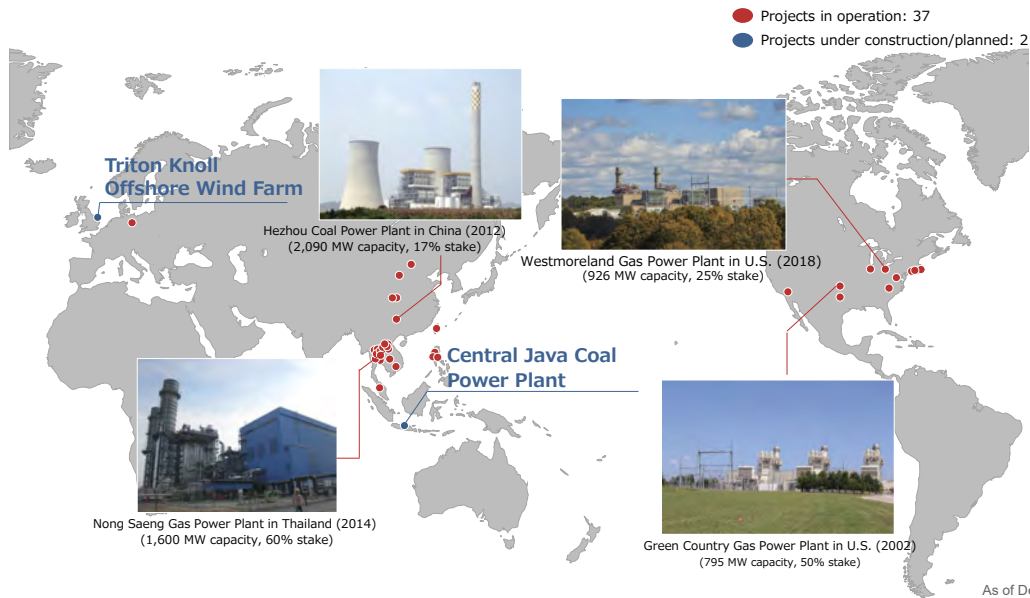 Projects in operation: 37
Projects under construction/planned: 2
Triton Knoll
Offshore Wind Farm
Hezhou Coal Power Plant in China (2012)
(2,090 MW capacity, 17% stake)
Westmoreland Gas Power Plant in U.S. (2018)
(926 MW capacity, 25% stake)
Central Java Coal
Power Plant
Nong Saeng Gas Power Plant in Thailand (2014)
(1,600 MW capacity, 60% stake)
Green Country Gas Power Plant in U.S. (2002)
(795 MW capacity, 50% stake)
As of